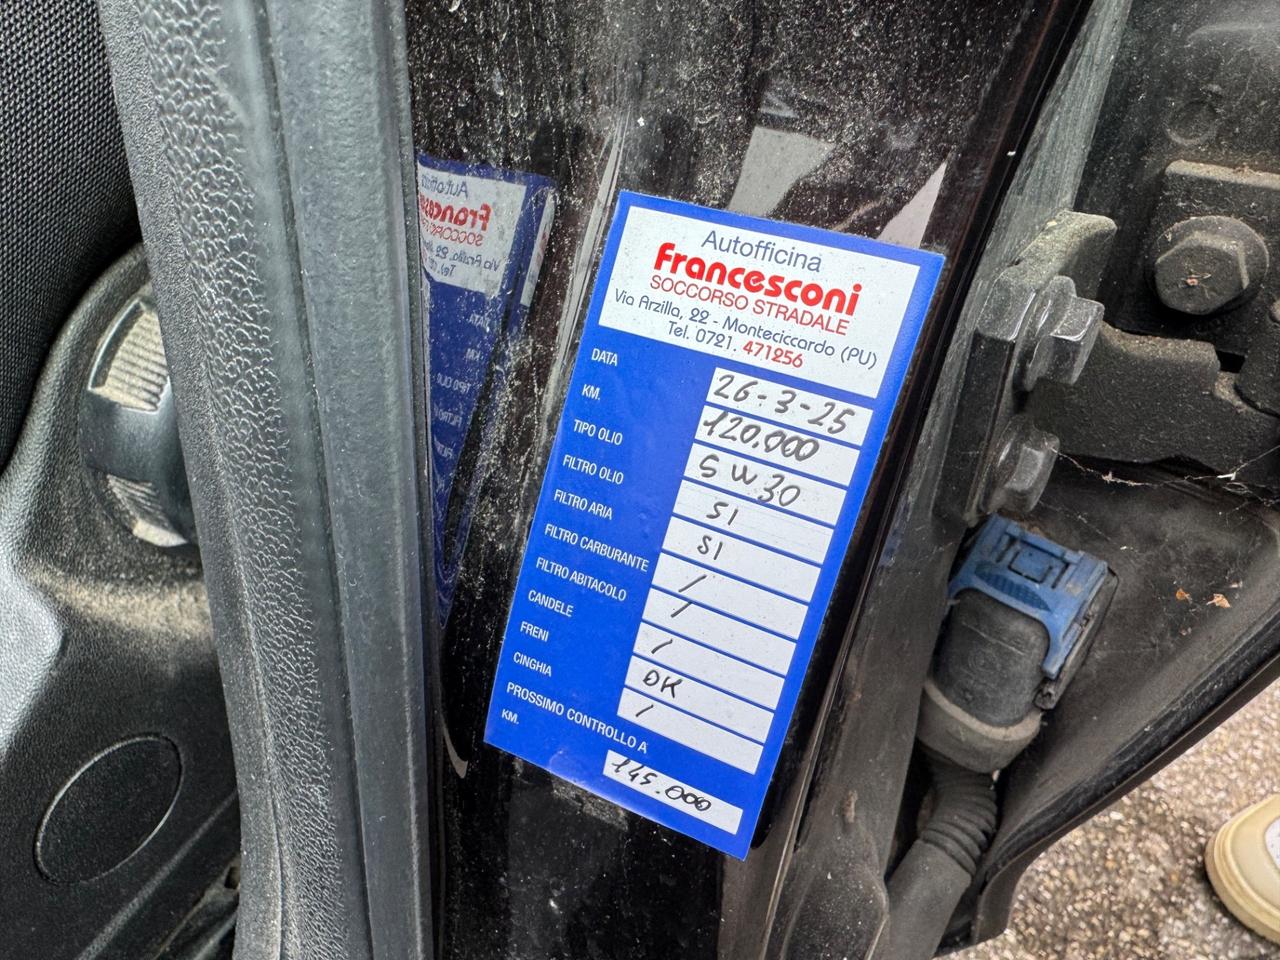 Autofficina
Francesconi
SOCCORSO STRADALE
Via Arzilla, 22 - Monteciccardo (PU)
Tel. 0721. 471256
DATA 26-3-25
KM. 120.000
TIPO OLIO 5W30
FILTRO OLIO SI
FILTRO ARIA SI
FILTRO CARBURANTE /
FILTRO ABITACOLO /
CANDELE /
FRENI OK
CINGHIA /
PROSSIMO CONTROLLO A
KM. 145.000